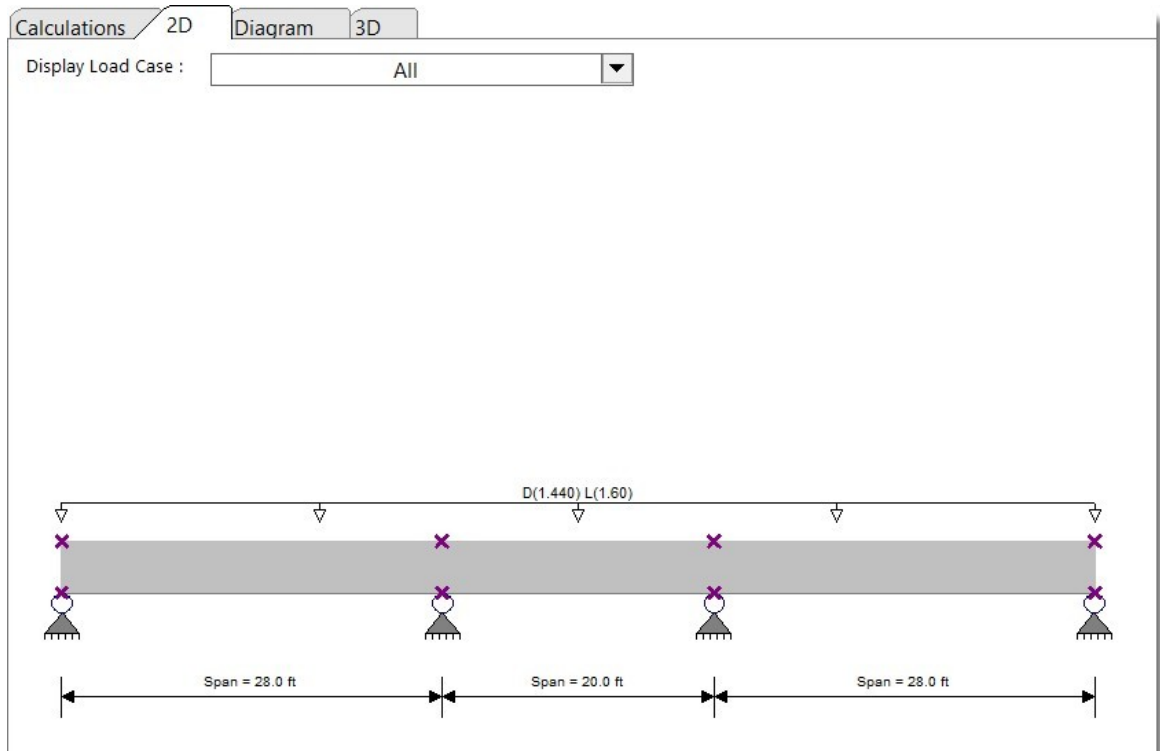 Calculations 2D Diagram 3D
Display Load Case : All
D(1.440) L(1.60)
Span = 28.0 ft Span = 20.0 ft Span = 28.0 ft